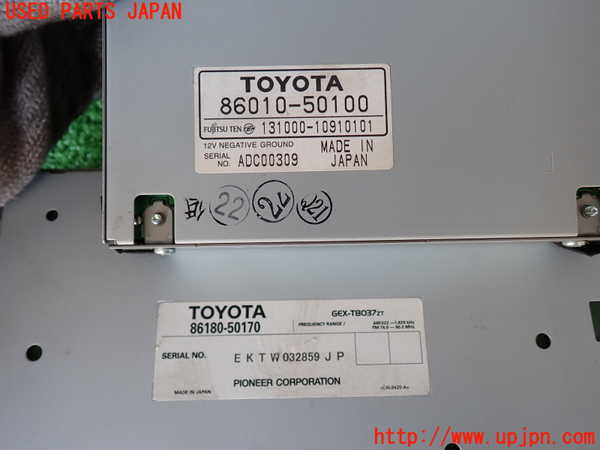 USED PARTS JAPAN
TOYOTA
86010-50100
FUJITSU TEN 131000-10910101
12V NEGATIVE GROUND MADE IN
SERIAL NO. ADC00309 JAPAN
22
TOYOTA
86180-50170
GEX-TB037ZT
FREQUENCY RANGE /
SERIAL NO. EKTW032859JP
MADE IN JAPAN
PIONEER CORPORATION
http://www.upjpn.com